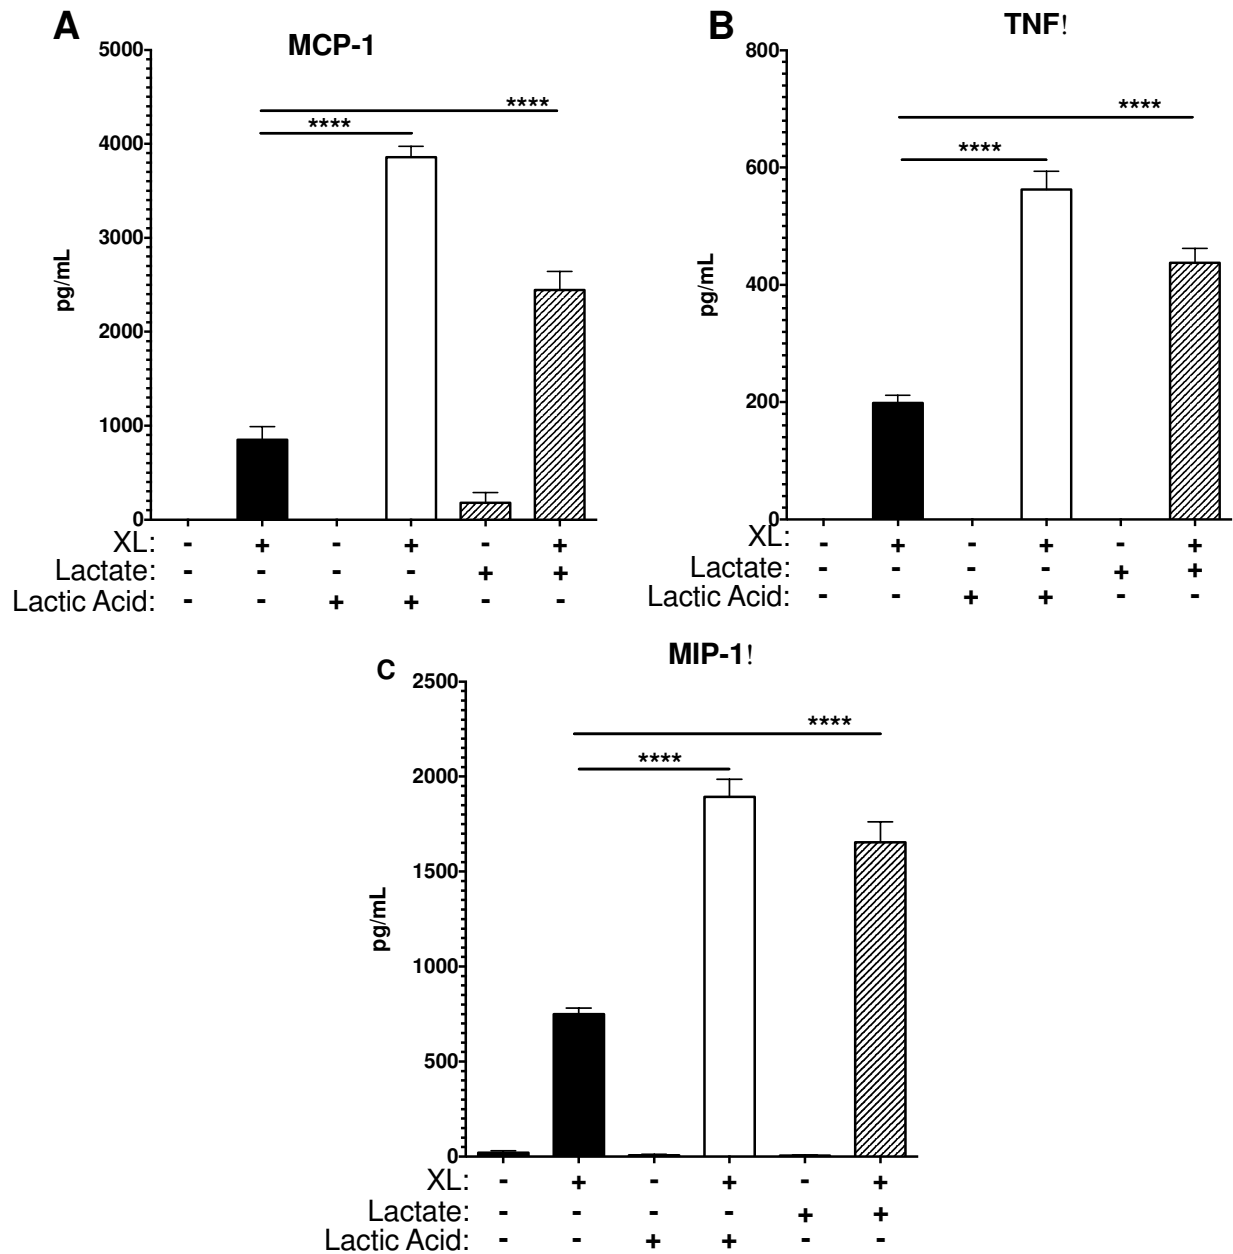 A
MCP-1
5000
4000
3000
2000
1000
0
pg/mL
****
****
XL: - + - + - +
Lactate: - - - - + +
Lactic Acid: - - + + - -
B
TNF!
800
600
400
200
0
pg/mL
****
****
XL: - + - + - +
Lactate: - - - - + +
Lactic Acid: - - + + - -
C
MIP-1!
2500
2000
1500
1000
500
0
pg/mL
****
****
XL: - + - + - +
Lactate: - - - - + +
Lactic Acid: - - + + - -